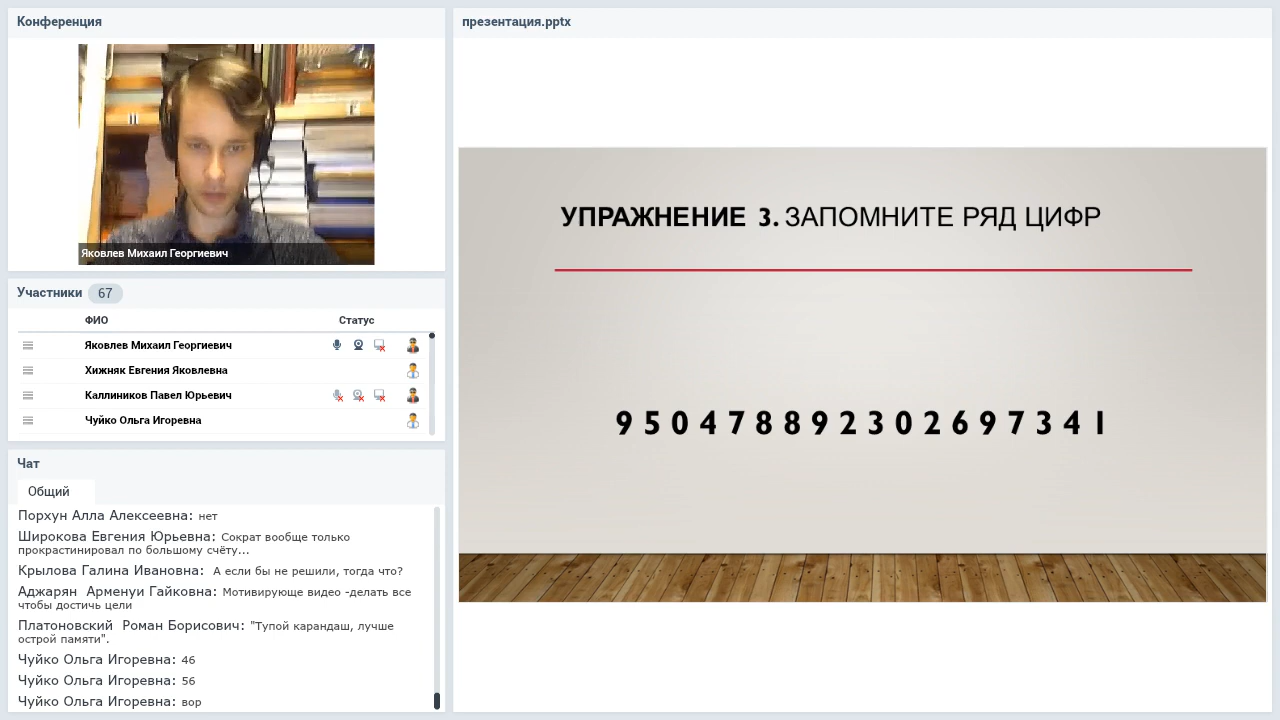 Конференция
Яковлев Михаил Георгиевич
Участники 67
ФИО Статус
Яковлев Михаил Георгиевич
Хижняк Евгения Яковлевна
Каллиников Павел Юрьевич
Чуйко Ольга Игоревна
Чат
Общий
Порхун Алла Алексеевна: нет
Широкова Евгения Юрьевна: Сократ вообще только
прокрастинировал по большому счёту...
Крылова Галина Ивановна: А если бы не решили, тогда что?
Аджарян Арменуи Гайковна: Мотивирующе видео -делать все
чтобы достичь цели
Платоновский Роман Борисович: "Тупой карандаш, лучше
острой памяти".
Чуйко Ольга Игоревна: 46
Чуйко Ольга Игоревна: 56
Чуйко Ольга Игоревна: вор
презентация.pptx
УПРАЖНЕНИЕ 3. ЗАПОМНИТЕ РЯД ЦИФР
9 5 0 4 7 8 8 9 2 3 0 2 6 9 7 3 4 1